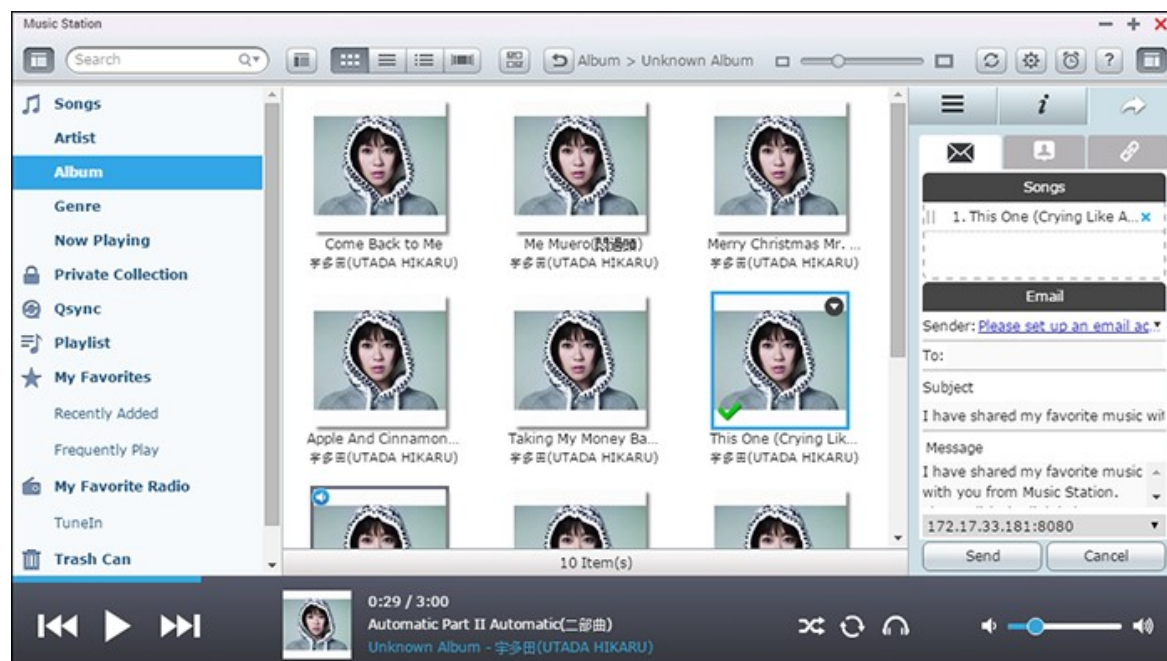 Music Station
Search
Album > Unknown Album
?
Songs
Artist
Album
Genre
Now Playing
Private Collection
Qsync
Playlist
My Favorites
Recently Added
Frequently Play
My Favorite Radio
TuneIn
Trash Can
Come Back to Me
宇多田(UTADA HIKARU)
Me Muero(悶過頭)
宇多田(UTADA HIKARU)
Merry Christmas Mr. ...
宇多田(UTADA HIKARU)
Apple And Cinnamon...
宇多田(UTADA HIKARU)
Taking My Money Ba...
宇多田(UTADA HIKARU)
This One (Crying Lik...
宇多田(UTADA HIKARU)
10 Item(s)
i
Songs
1. This One (Crying Like A...
Email
Sender: Please set up an email ac
To:
Subject
I have shared my favorite music wit
Message
I have shared my favorite music
with you from Music Station.
172.17.33.181:8080
Send
Cancel
0:29 / 3:00
Automatic Part II Automatic(二部曲)
Unknown Album - 宇多田(UTADA HIKARU)